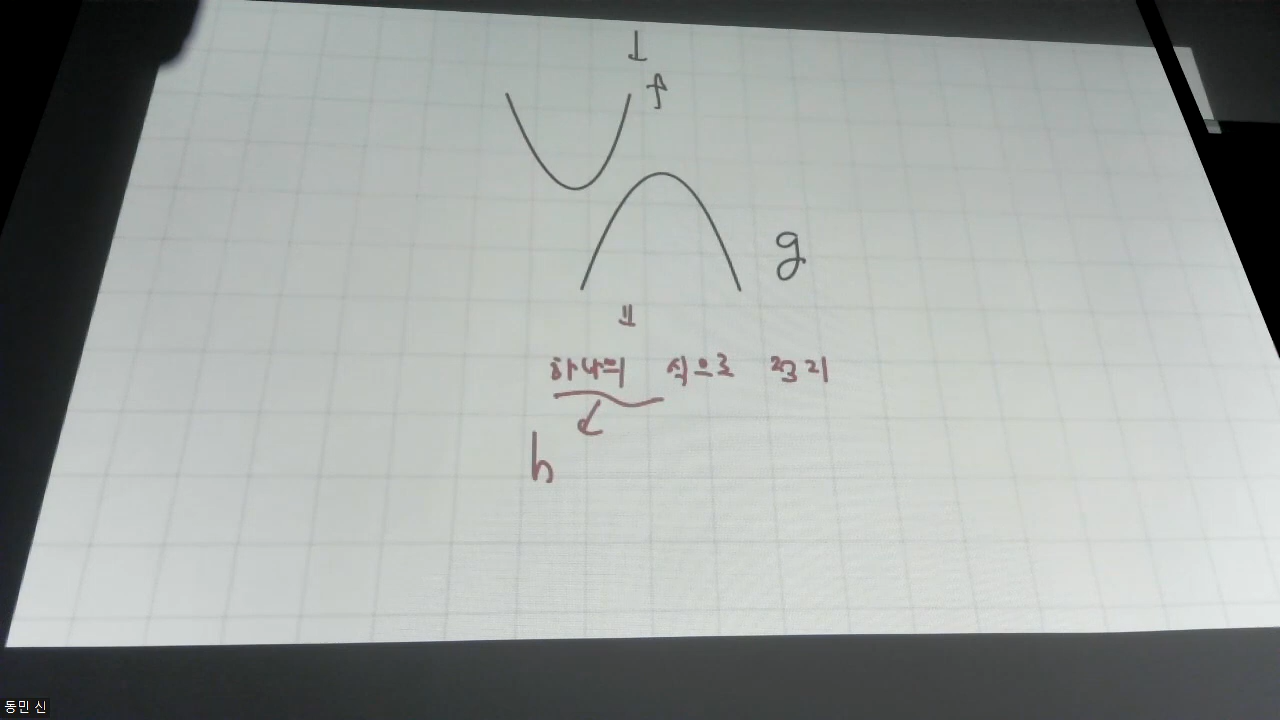 f
g
하나의 식으로 정리
h
동민 신